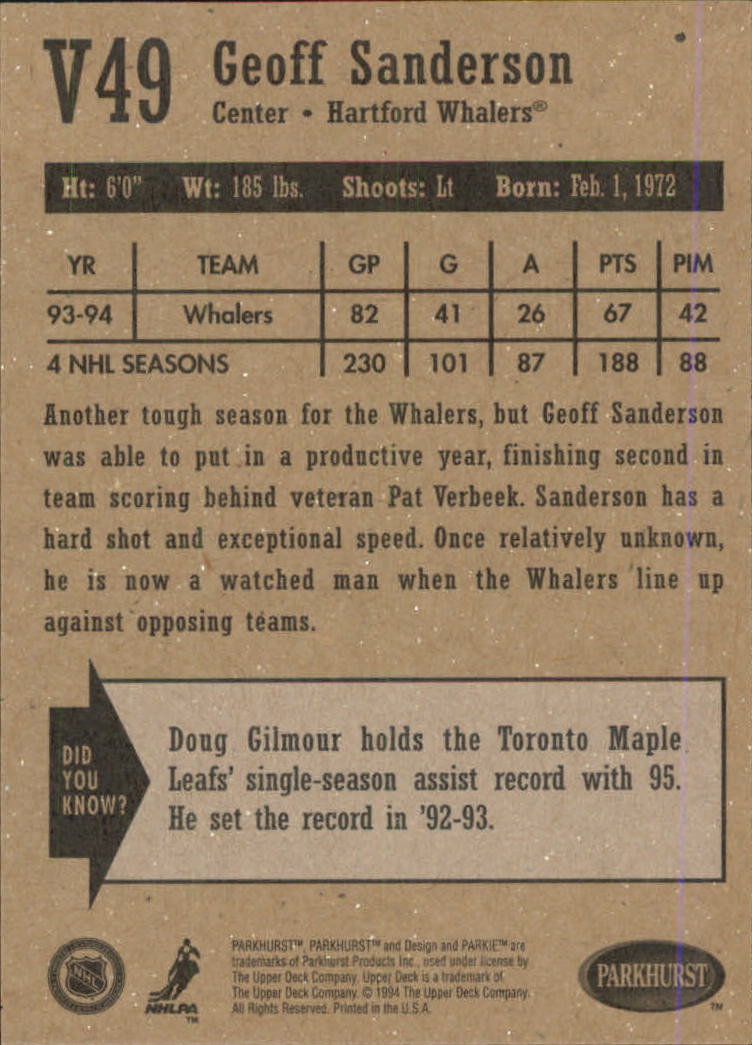 V49 Geoff Sanderson
Center • Hartford Whalers®
Ht: 6'0" Wt: 185 lbs. Shoots: Lt Born: Feb. 1, 1972
YR TEAM GP G A PTS PIM
93-94 Whalers 82 41 26 67 42
4 NHL SEASONS 230 101 87 188 88
Another tough season for the Whalers, but Geoff Sanderson
was able to put in a productive year, finishing second in
team scoring behind veteran Pat Verbeek. Sanderson has a
hard shot and exceptional speed. Once relatively unknown,
he is now a watched man when the Whalers line up
against opposing teams.
DID
YOU
KNOW?
Doug Gilmour holds the Toronto Maple
Leafs' single-season assist record with 95.
He set the record in '92-93.
NHL
NHLPA
TM
PARKHURST™, PARKHURST™ and Design and PARKIE™ are
trademarks of Parkhurst Products Inc., used under license by
The Upper Deck Company. Upper Deck is a trademark of
The Upper Deck Company. © 1994 The Upper Deck Company.
All Rights Reserved. Printed in the U.S.A.
PARKHURST
TM